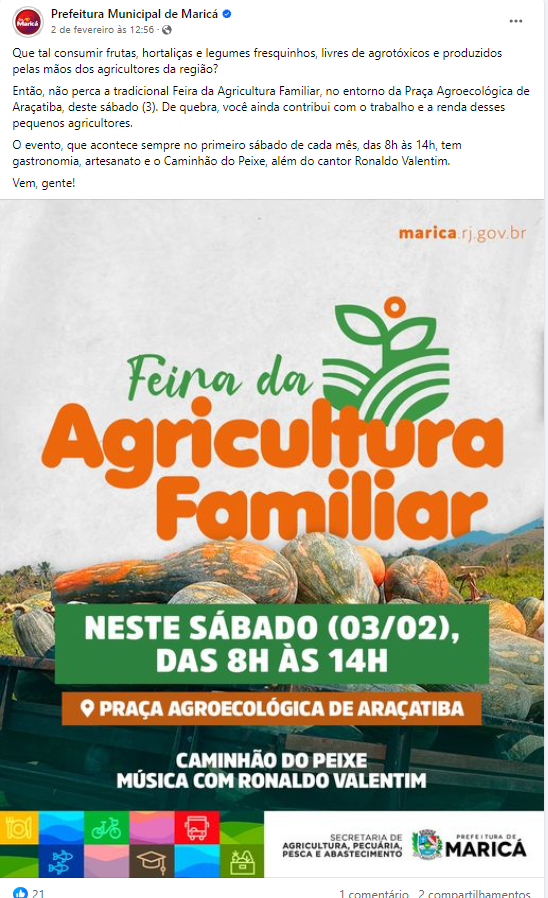 Prefeitura Municipal de Maricá
2 de fevereiro às 12:56 ·
Que tal consumir frutas, hortaliças e legumes fresquinhos, livres de agrotóxicos e produzidos
pelas mãos dos agricultores da região?
Então, não perca a tradicional Feira da Agricultura Familiar, no entorno da Praça Agroecológica de
Araçatiba, deste sábado (3). De quebra, você ainda contribui com o trabalho e a renda desses
pequenos agricultores.
O evento, que acontece sempre no primeiro sábado de cada mês, das 8h às 14h, tem
gastronomia, artesanato e o Caminhão do Peixe, além do cantor Ronaldo Valentim.
Vem, gente!
marica.rj.gov.br
Feira da
Agricultura
Familiar
NESTE SÁBADO (03/02),
DAS 8H ÀS 14H
PRAÇA AGROECOLÓGICA DE ARAÇATIBA
CAMINHÃO DO PEIXE
MÚSICA COM RONALDO VALENTIM
SECRETARIA DE
AGRICULTURA, PECUÁRIA,
PESCA E ABASTECIMENTO
PREFEITURA DE
MARICÁ
21
1 comentário 2 compartilhamentos